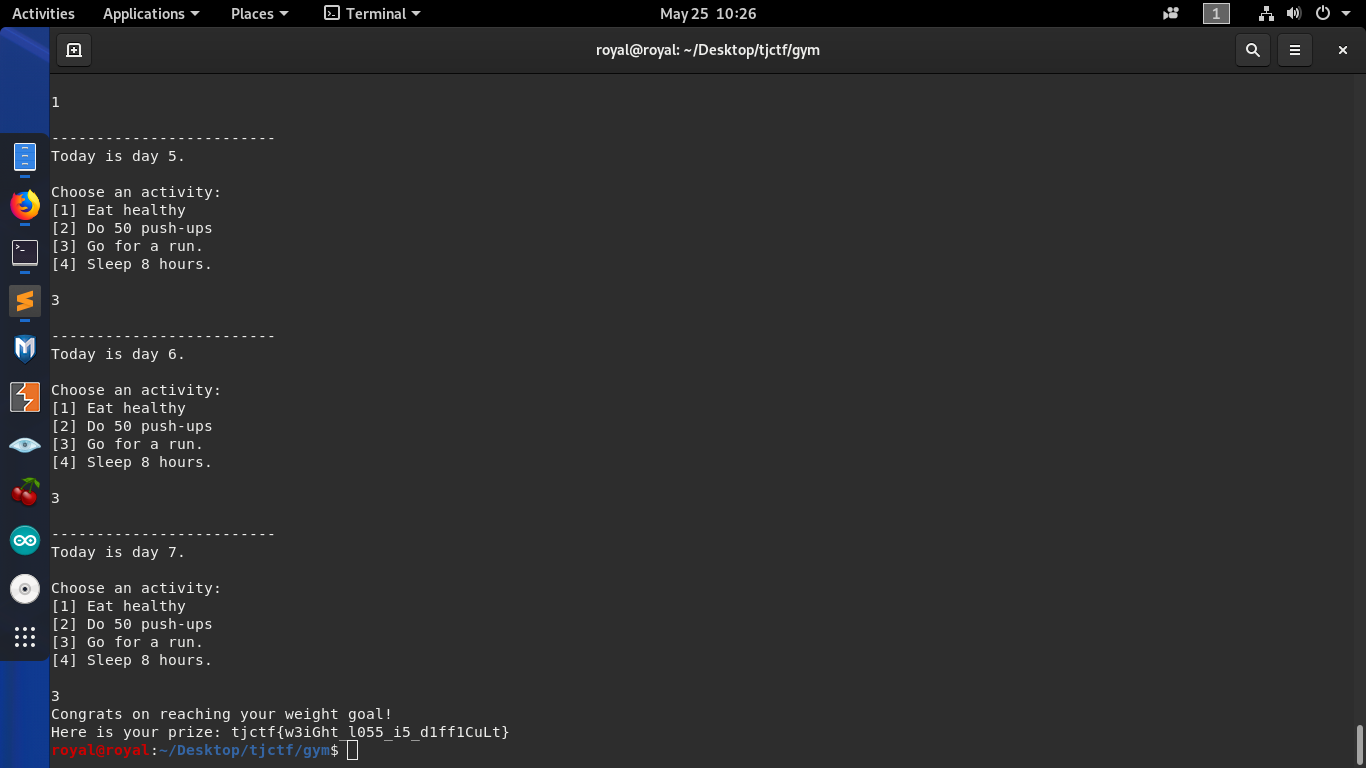 Activities Applications Places Terminal May 25 10:26 1
royal@royal: ~/Desktop/tjctf/gym
1
-------------------------
Today is day 5.
Choose an activity:
[1] Eat healthy
[2] Do 50 push-ups
[3] Go for a run.
[4] Sleep 8 hours.
3
-------------------------
Today is day 6.
Choose an activity:
[1] Eat healthy
[2] Do 50 push-ups
[3] Go for a run.
[4] Sleep 8 hours.
3
-------------------------
Today is day 7.
Choose an activity:
[1] Eat healthy
[2] Do 50 push-ups
[3] Go for a run.
[4] Sleep 8 hours.
3
Congrats on reaching your weight goal!
Here is your prize: tjctf{w3iGht_l055_i5_d1ff1CuLt}
royal@royal:~/Desktop/tjctf/gym$